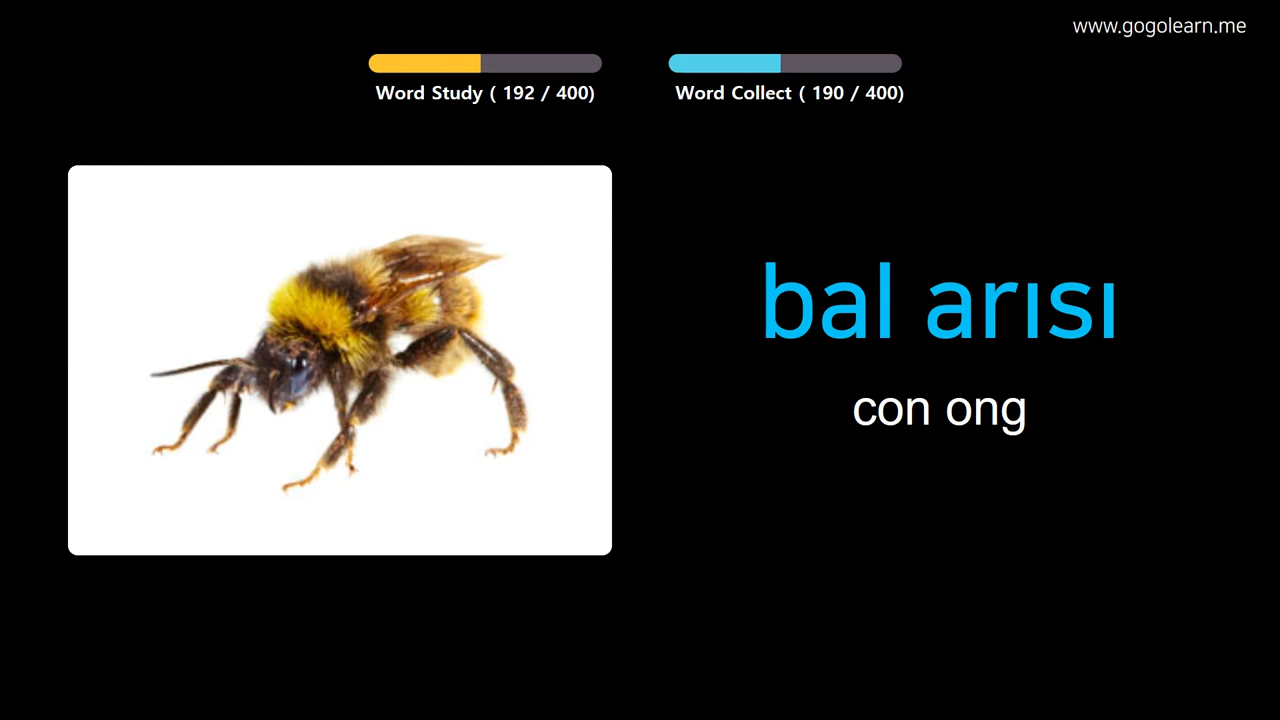 www.gogolearn.me
Word Study ( 192 / 400)
Word Collect ( 190 / 400)
bal arısı
con ong